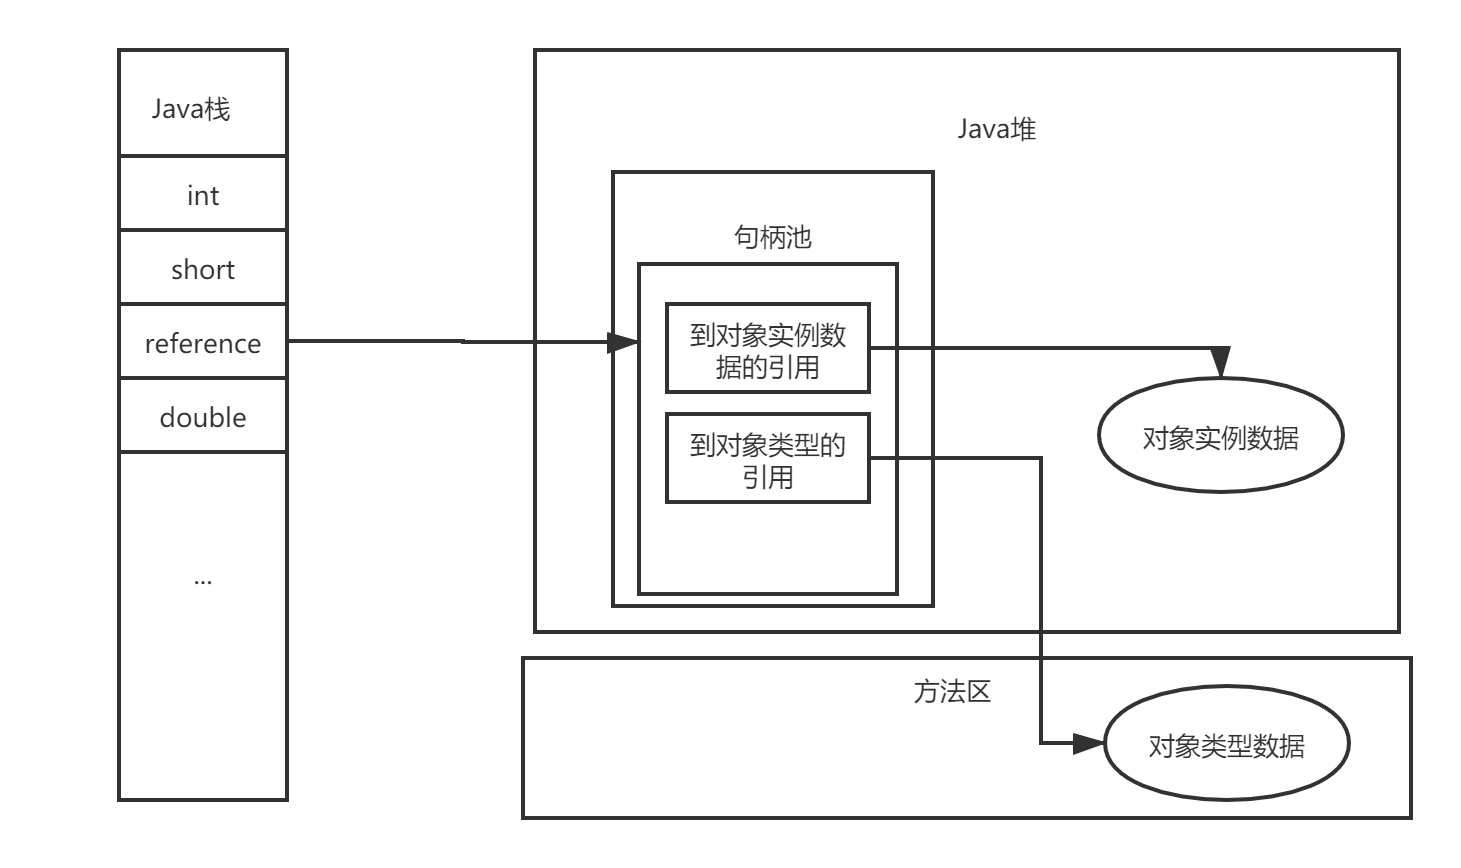 Java栈
int
short
reference
double
...
Java堆
句柄池
到对象实例数
据的引用
到对象类型的
引用
对象实例数据
方法区
对象类型数据